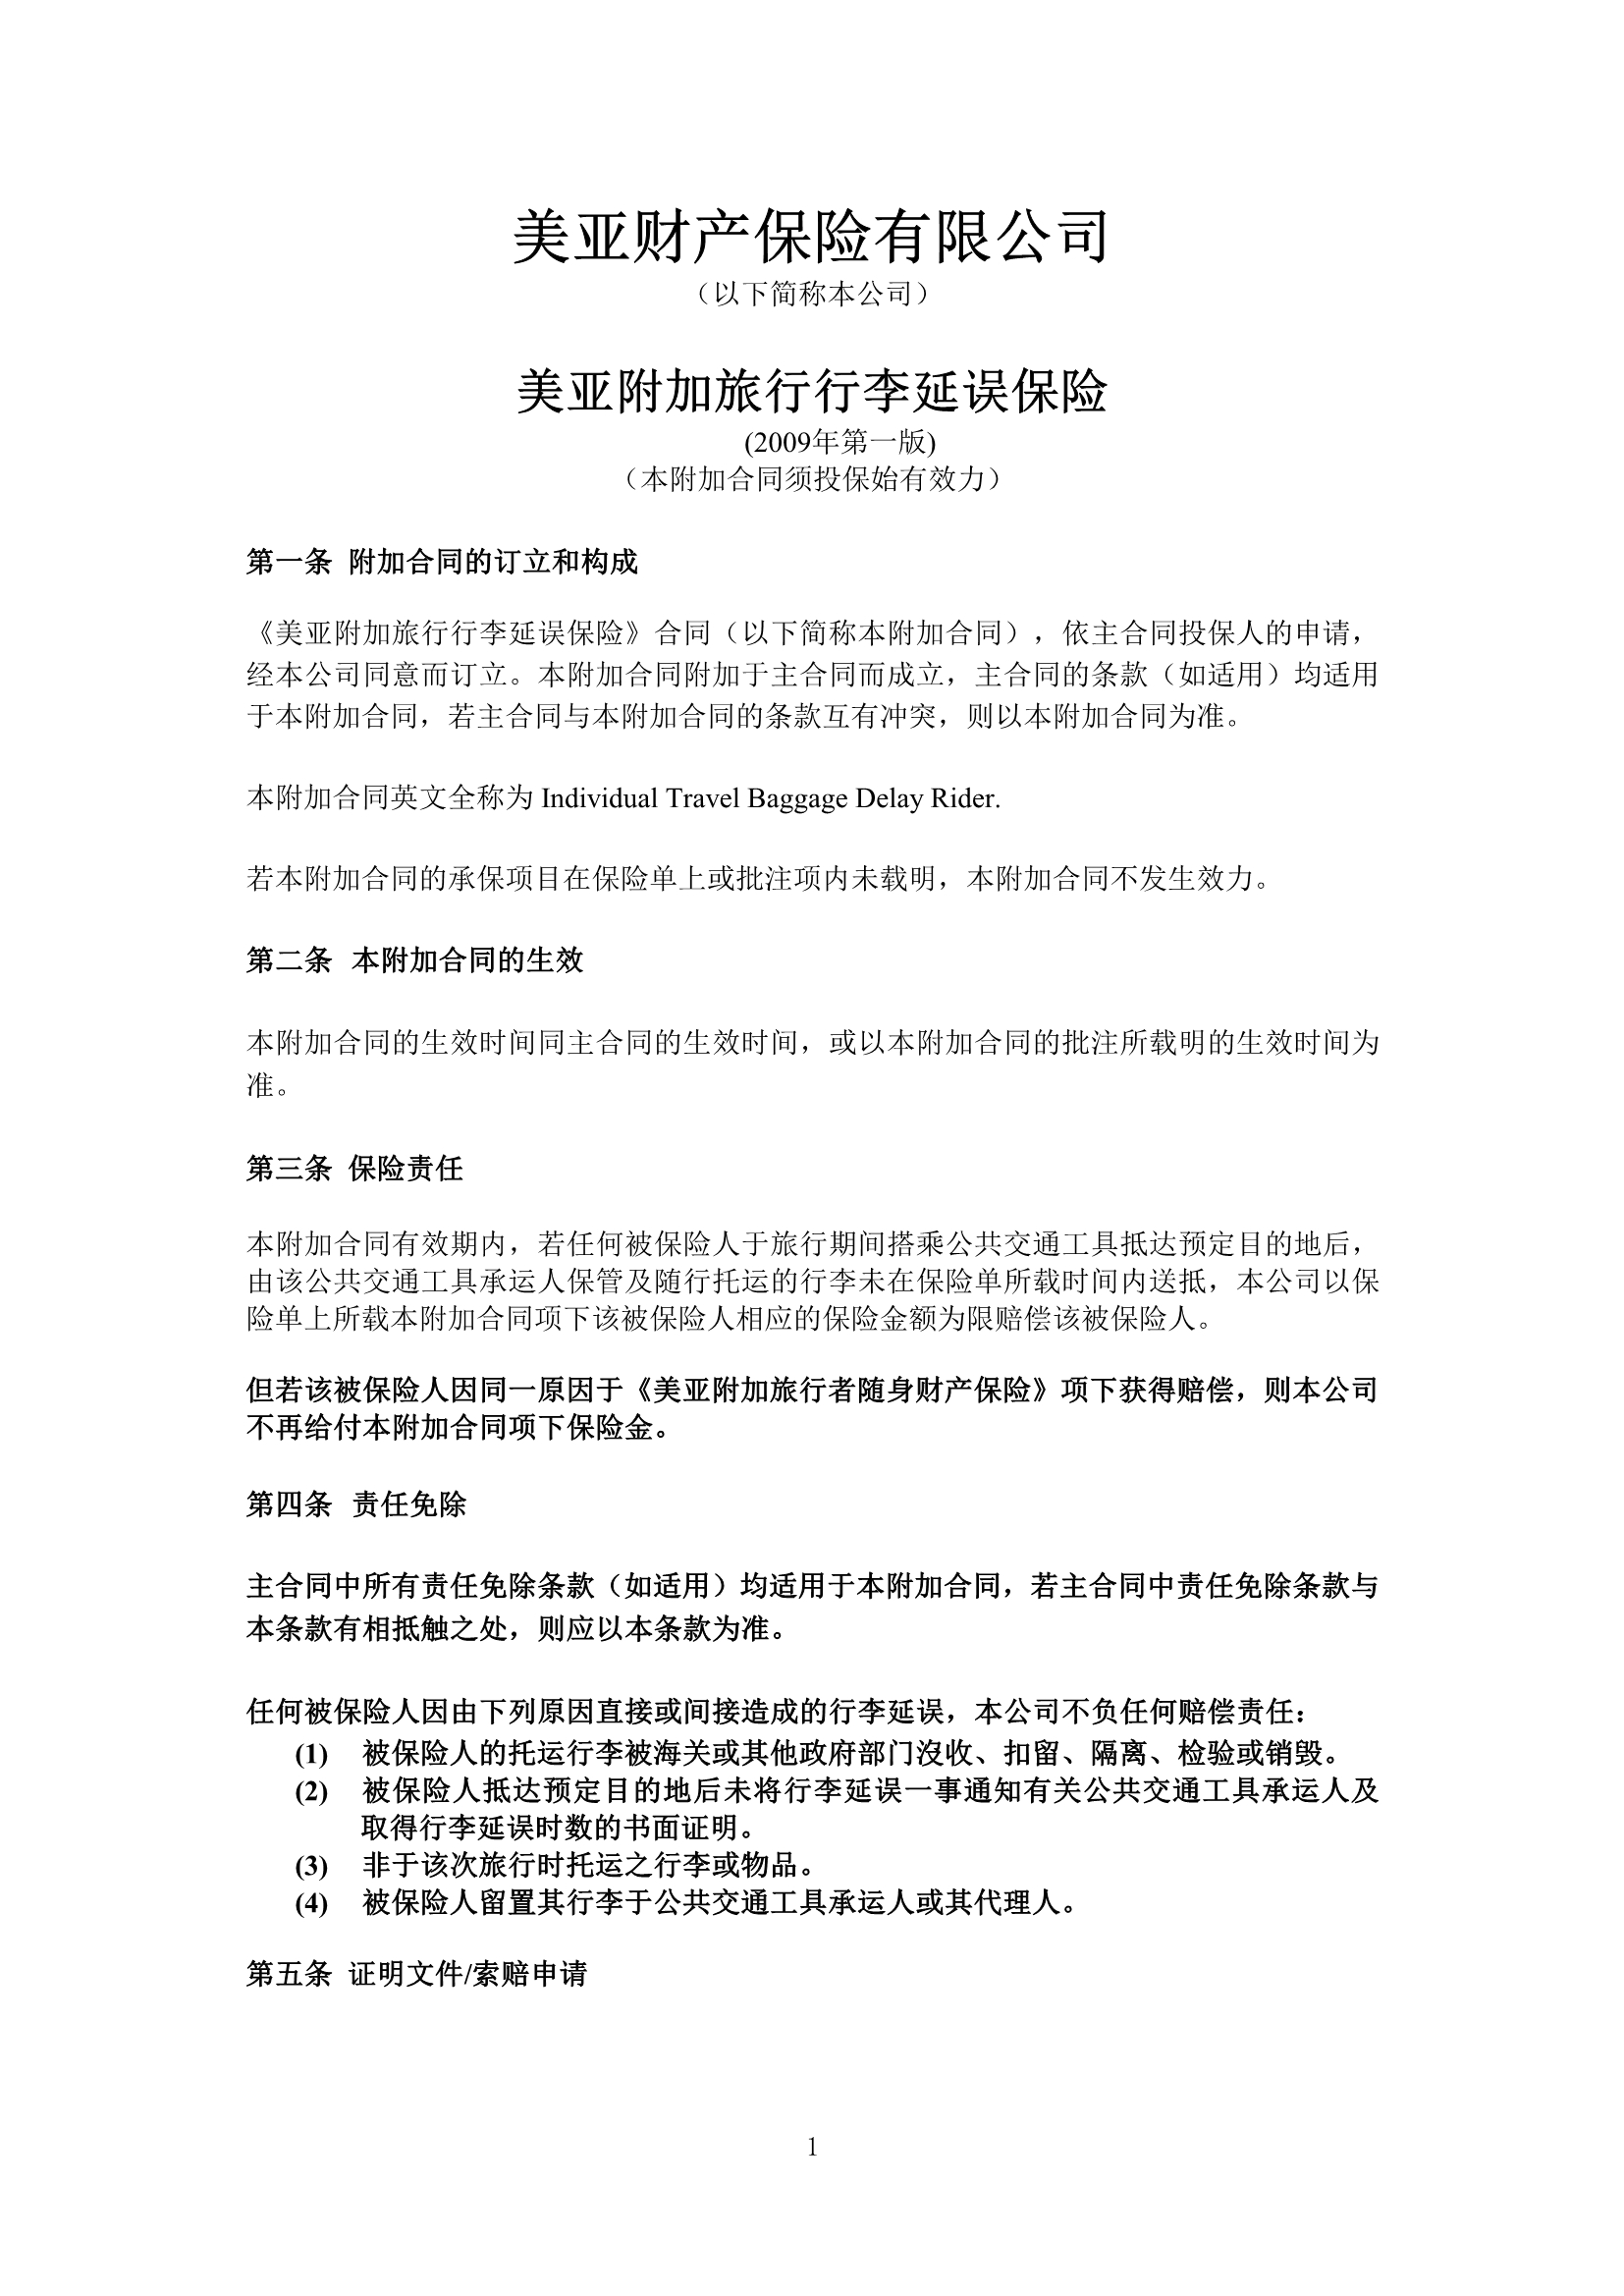 美亚财产保险有限公司
（以下简称本公司）
美亚附加旅行行李延误保险
(2009年第一版)
（本附加合同须投保始有效力）
第一条 附加合同的订立和构成
《美亚附加旅行行李延误保险》合同（以下简称本附加合同），依主合同投保人的申请，
经本公司同意而订立。本附加合同附加于主合同而成立，主合同的条款（如适用）均适用
于本附加合同，若主合同与本附加合同的条款互有冲突，则以本附加合同为准。
本附加合同英文全称为 Individual Travel Baggage Delay Rider.
若本附加合同的承保项目在保险单上或批注项内未载明，本附加合同不发生效力。
第二条 本附加合同的生效
本附加合同的生效时间同主合同的生效时间，或以本附加合同的批注所载明的生效时间为
准。
第三条 保险责任
本附加合同有效期内，若任何被保险人于旅行期间搭乘公共交通工具抵达预定目的地后，
由该公共交通工具承运人保管及随行托运的行李未在保险单所载时间内送抵，本公司以保
险单上所载本附加合同项下该被保险人相应的保险金额为限赔偿该被保险人。
但若该被保险人因同一原因于《美亚附加旅行者随身财产保险》项下获得赔偿，则本公司
不再给付本附加合同项下保险金。
第四条 责任免除
主合同中所有责任免除条款（如适用）均适用于本附加合同，若主合同中责任免除条款与
本条款有相抵触之处，则应以本条款为准。
任何被保险人因由下列原因直接或间接造成的行李延误，本公司不负任何赔偿责任：
(1) 被保险人的托运行李被海关或其他政府部门沒收、扣留、隔离、检验或销毁。
(2) 被保险人抵达预定目的地后未将行李延误一事通知有关公共交通工具承运人及
取得行李延误时数的书面证明。
(3) 非于该次旅行时托运之行李或物品。
(4) 被保险人留置其行李于公共交通工具承运人或其代理人。
第五条 证明文件/索赔申请
1